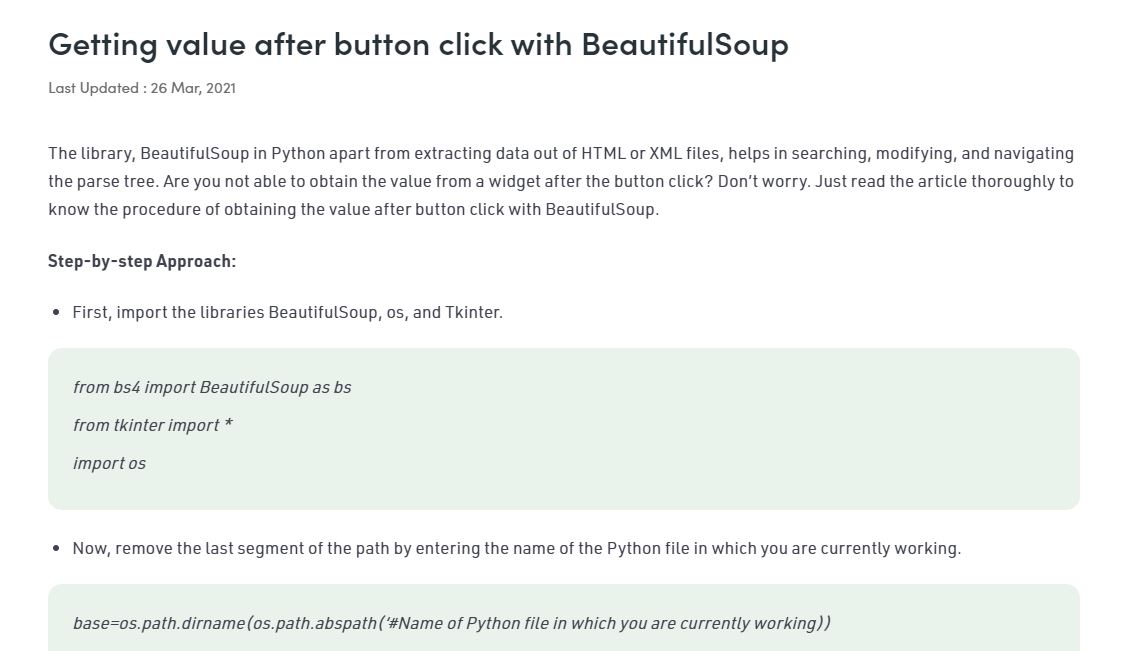 Getting value after button click with BeautifulSoup
Last Updated : 26 Mar, 2021
The library, BeautifulSoup in Python apart from extracting data out of HTML or XML files, helps in searching, modifying, and navigating
the parse tree. Are you not able to obtain the value from a widget after the button click? Don’t worry. Just read the article thoroughly to
know the procedure of obtaining the value after button click with BeautifulSoup.
Step-by-step Approach:
• First, import the libraries BeautifulSoup, os, and Tkinter.
from bs4 import BeautifulSoup as bs
from tkinter import *
import os
• Now, remove the last segment of the path by entering the name of the Python file in which you are currently working.
base=os.path.dirname(os.path.abspath(‘#Name of Python file in which you are currently working))